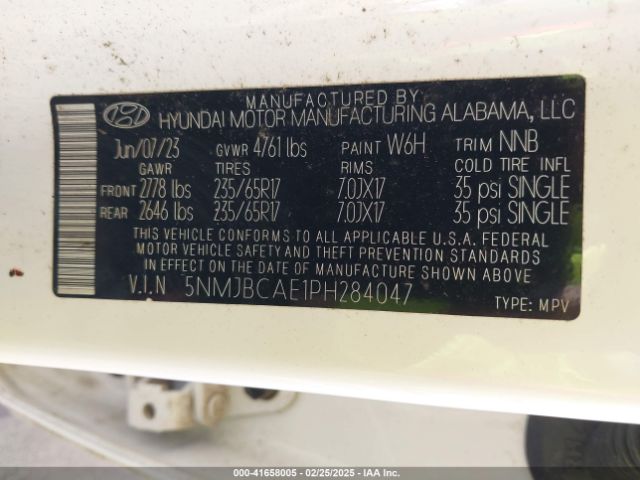 MANUFACTURED BY:
HYUNDAI MOTOR MANUFACTURING ALABAMA, LLC
Jun/07/23 GVWR 4761 lbs PAINT W6H TRIM NNB
GAWR TIRES RIMS COLD TIRE INFL
FRONT 2778 lbs 235/65R17 7.0JX17 35 psi SINGLE
REAR 2646 lbs 235/65R17 7.0JX17 35 psi SINGLE
THIS VEHICLE CONFORMS TO ALL APPLICABLE U.S.A. FEDERAL
MOTOR VEHICLE SAFETY AND THEFT PREVENTION STANDARDS
IN EFFECT ON THE DATE OF MANUFACTURE SHOWN ABOVE.
V.I.N 5NMJBCAE1PH284047
TYPE: MPV
000-41658005 | 02/25/2025 | IAA Inc.